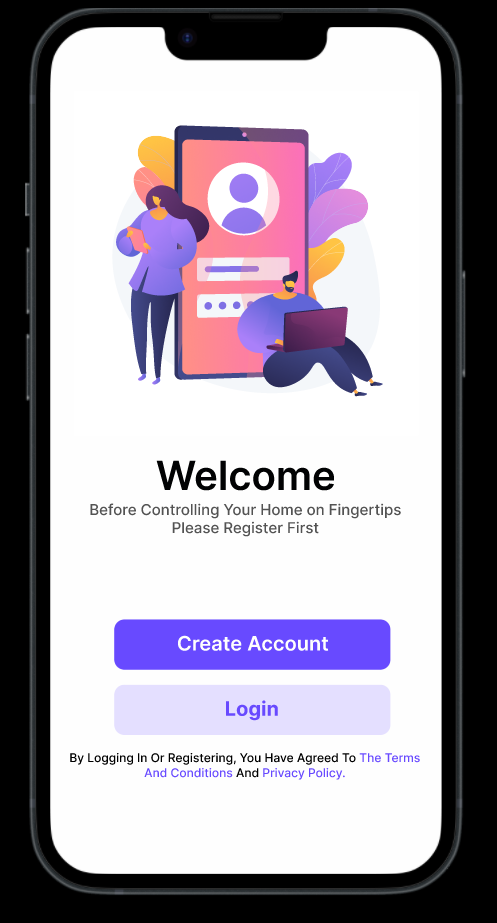 Welcome
Before Controlling Your Home on Fingertips
Please Register First
Create Account
Login
By Logging In Or Registering, You Have Agreed To The Terms
And Conditions And Privacy Policy.